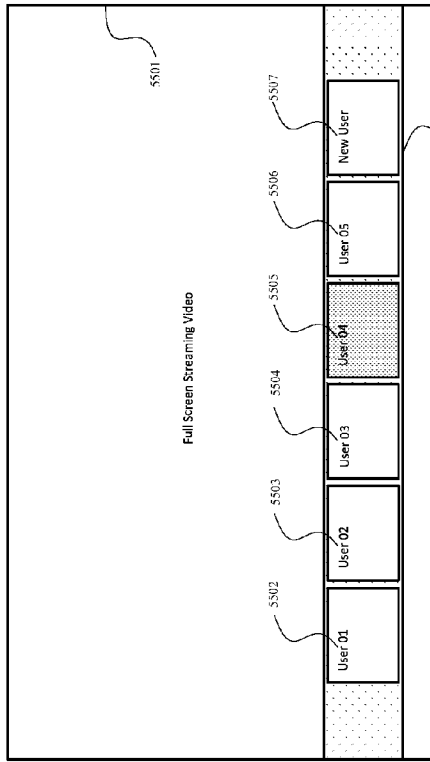 5501
Full Screen Streaming Video
5502
5503
5504
5505
5506
5507
User 01
User 02
User 03
User 04
User 05
New User